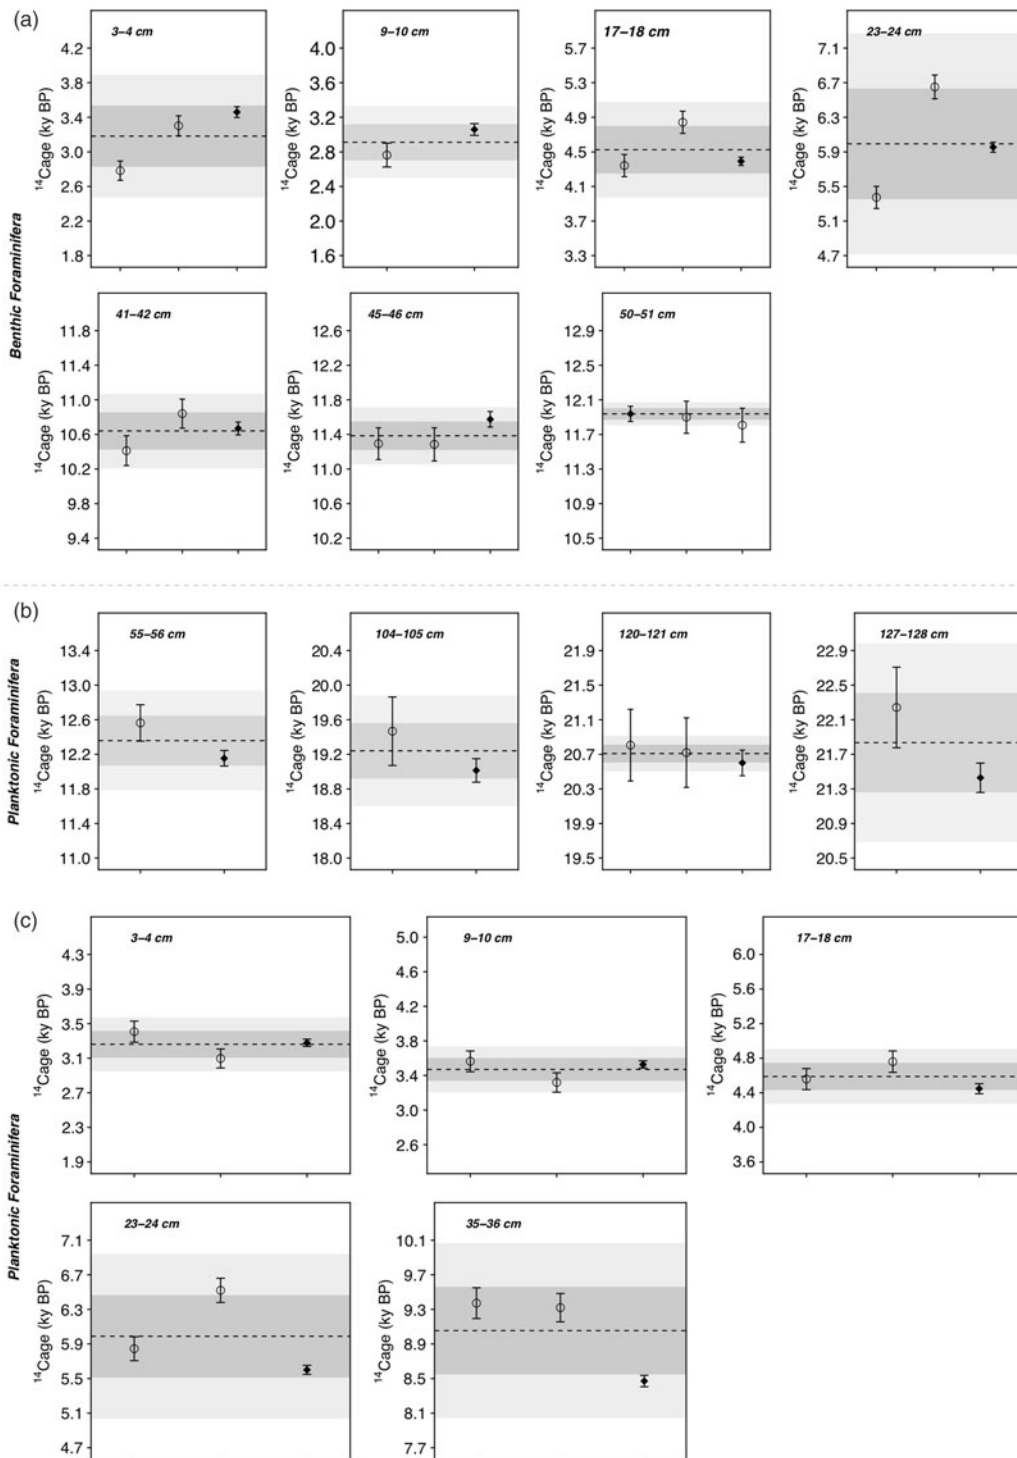 (a)
Benthic Foraminifera
3–4 cm
¹⁴Cage (ky BP)
4.2
3.8
3.4
3.0
2.6
2.2
1.8
9–10 cm
¹⁴Cage (ky BP)
4.0
3.6
3.2
2.8
2.4
2.0
1.6
17–18 cm
¹⁴Cage (ky BP)
5.7
5.3
4.9
4.5
4.1
3.7
3.3
23–24 cm
¹⁴Cage (ky BP)
7.1
6.7
6.3
5.9
5.5
5.1
4.7
41–42 cm
¹⁴Cage (ky BP)
11.8
11.4
11.0
10.6
10.2
9.8
9.4
45–46 cm
¹⁴Cage (ky BP)
12.6
12.2
11.8
11.4
11.0
10.6
10.2
50–51 cm
¹⁴Cage (ky BP)
12.9
12.5
12.1
11.7
11.3
10.9
10.5
(b)
Planktonic Foraminifera
55–56 cm
¹⁴Cage (ky BP)
13.4
13.0
12.6
12.2
11.8
11.4
11.0
104–105 cm
¹⁴Cage (ky BP)
20.4
20.0
19.6
19.2
18.8
18.4
18.0
120–121 cm
¹⁴Cage (ky BP)
21.9
21.5
21.1
20.7
20.3
19.9
19.5
127–128 cm
¹⁴Cage (ky BP)
22.9
22.5
22.1
21.7
21.3
20.9
20.5
(c)
Planktonic Foraminifera
3–4 cm
¹⁴Cage (ky BP)
4.3
3.9
3.5
3.1
2.7
2.3
1.9
9–10 cm
¹⁴Cage (ky BP)
5.0
4.6
4.2
3.8
3.4
3.0
2.6
17–18 cm
¹⁴Cage (ky BP)
6.0
5.6
5.2
4.8
4.4
4.0
3.6
23–24 cm
¹⁴Cage (ky BP)
7.1
6.7
6.3
5.9
5.5
5.1
4.7
35–36 cm
¹⁴Cage (ky BP)
10.1
9.7
9.3
8.9
8.5
8.1
7.7